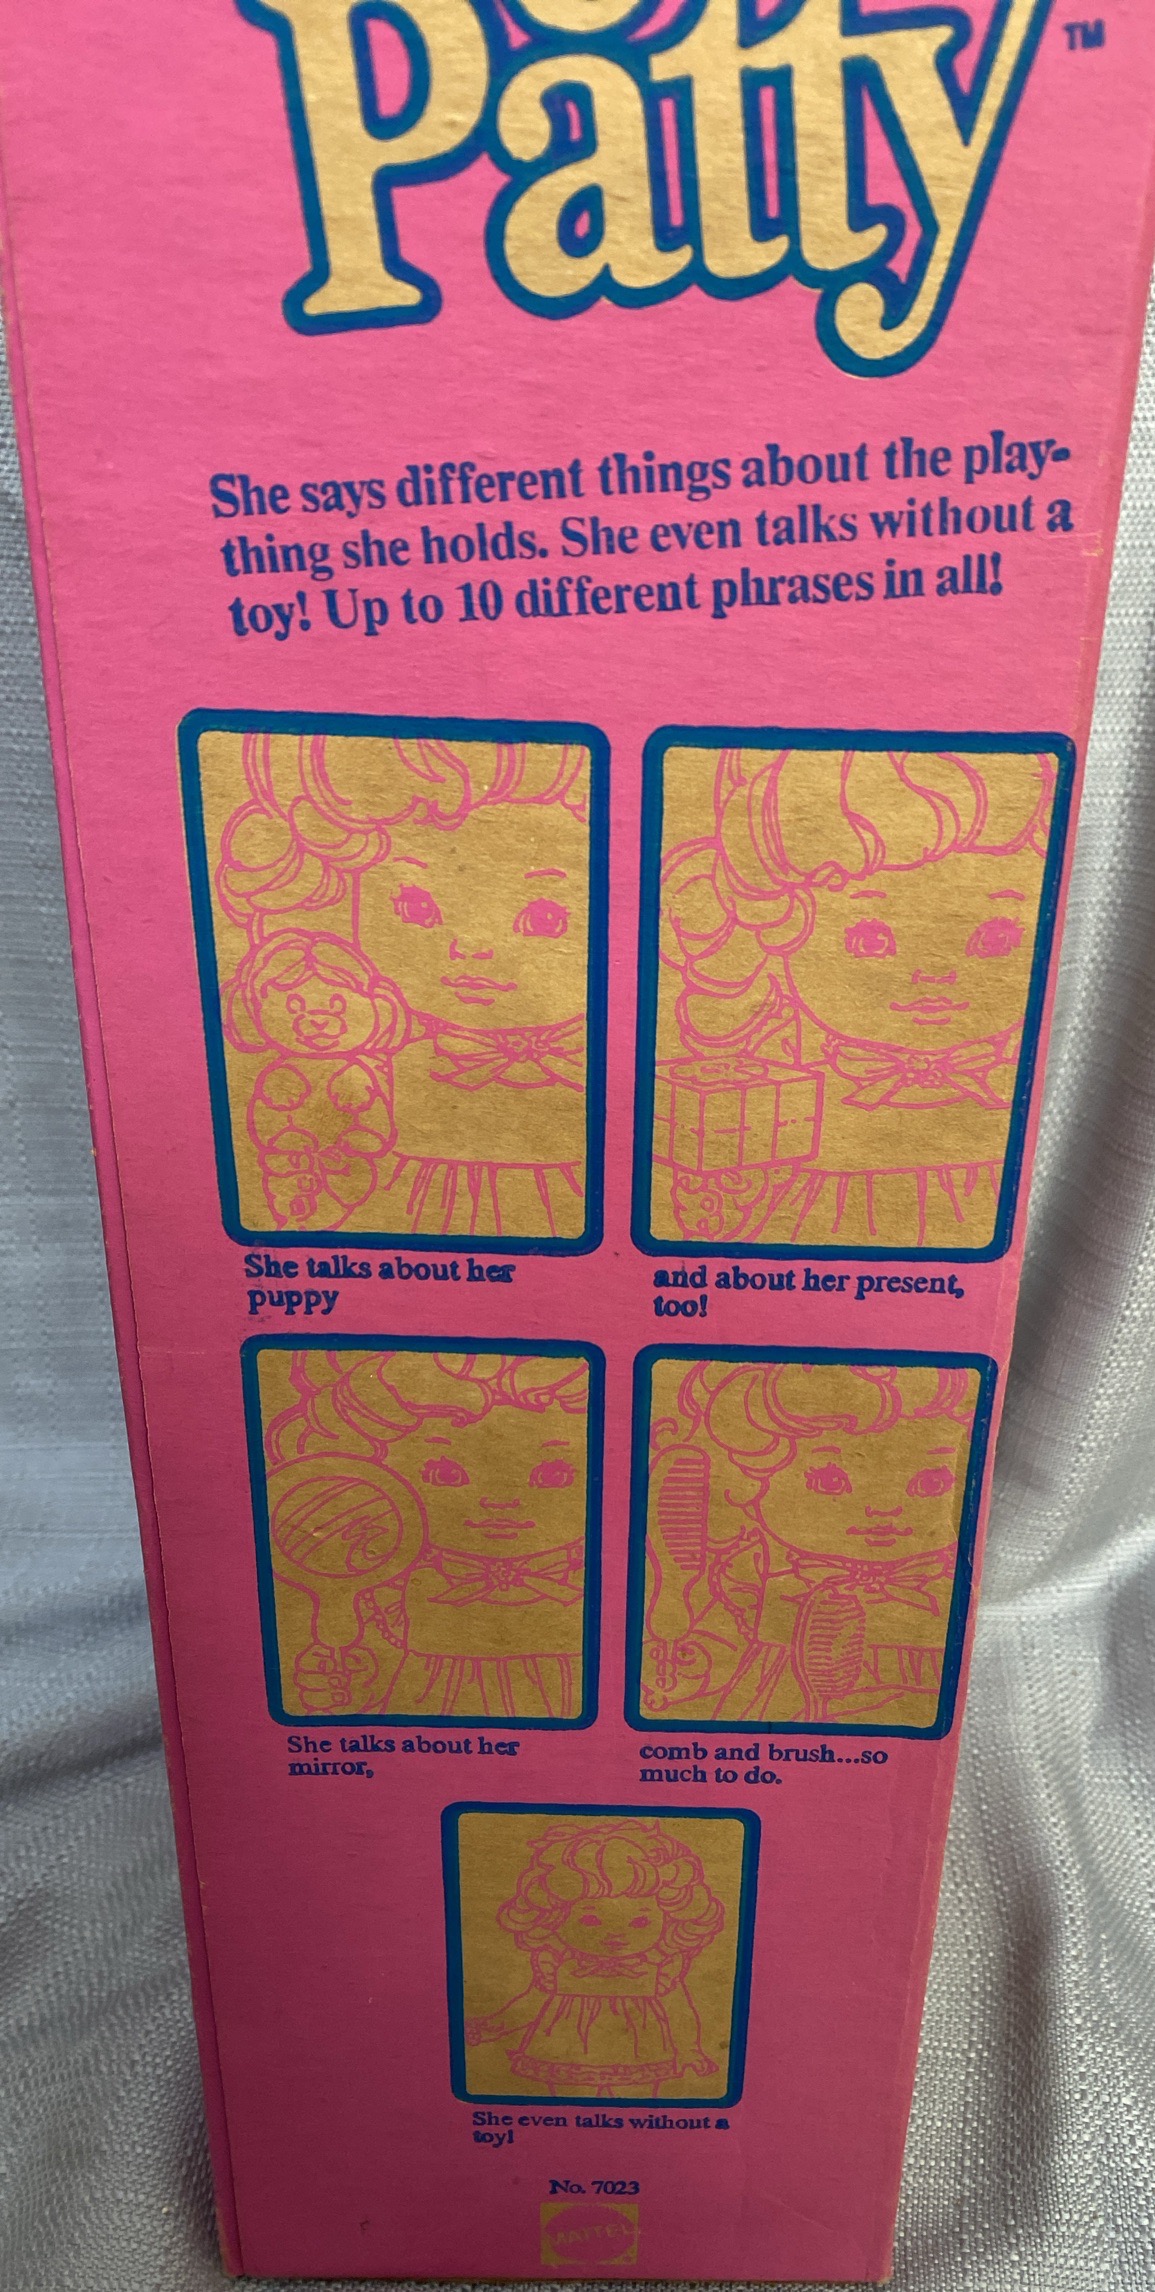 Patty™
She says different things about the play-
thing she holds. She even talks without a
toy! Up to 10 different phrases in all!
She talks about her
puppy
and about her present,
too!
She talks about her
mirror,
comb and brush...so
much to do.
She even talks without a
toy!
No. 7023
MATTEL